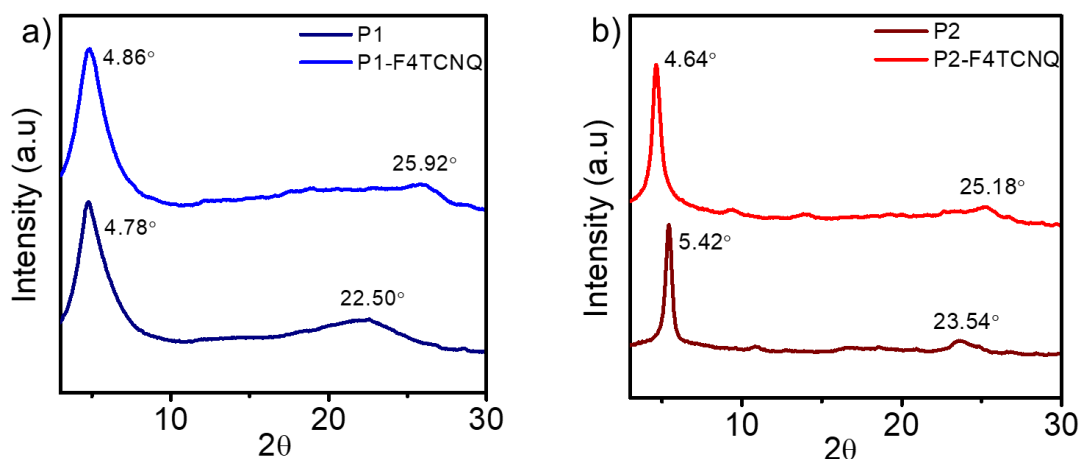 a)
P1
P1-F4TCNQ
4.86°
25.92°
4.78°
22.50°
Intensity (a.u)
10
20
30
2θ
b)
P2
P2-F4TCNQ
4.64°
25.18°
5.42°
23.54°
Intensity (a.u)
10
20
30
2θ